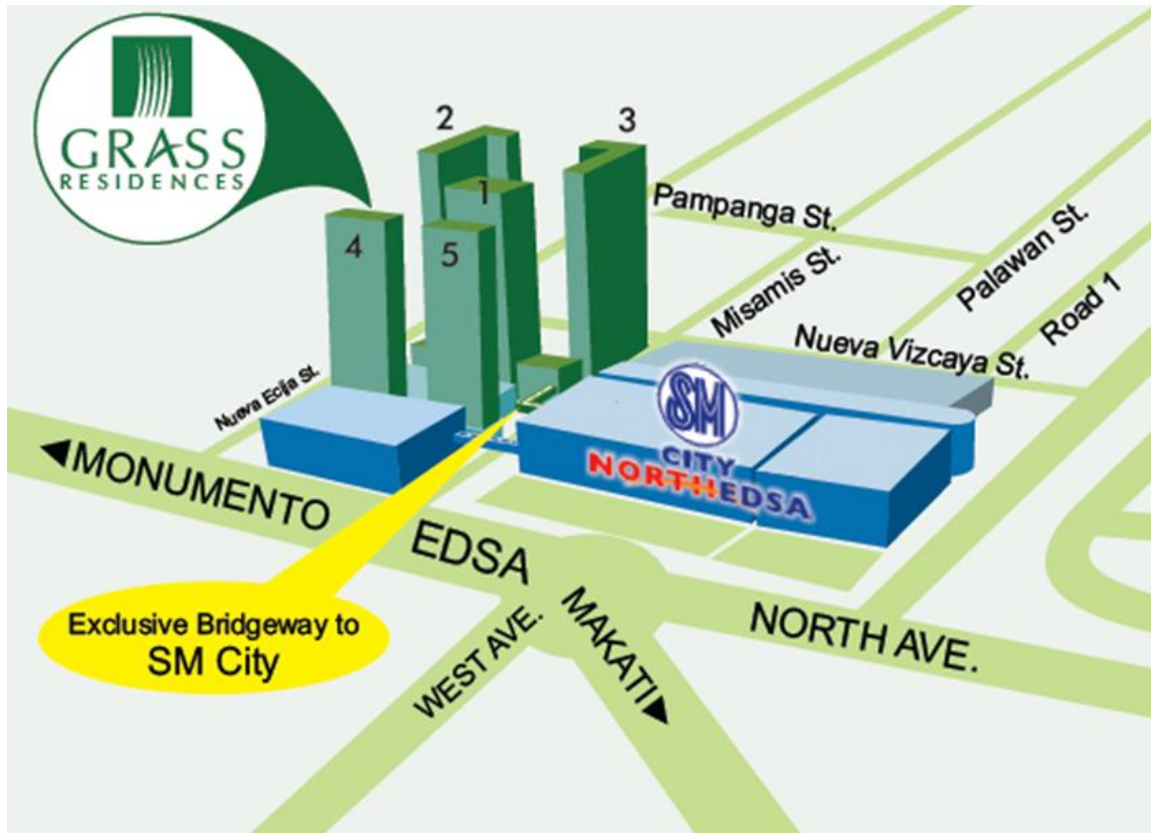 GRASS
RESIDENCES
2
3
1
4
5
Pampanga St.
Misamis St.
Palawan St.
Road 1
Nueva Vizcaya St.
Nueva Ecija St.
SM
CITY
NORTH EDSA
MONUMENTO
EDSA
MAKATI
NORTH AVE.
WEST AVE.
Exclusive Bridgeway to
SM City